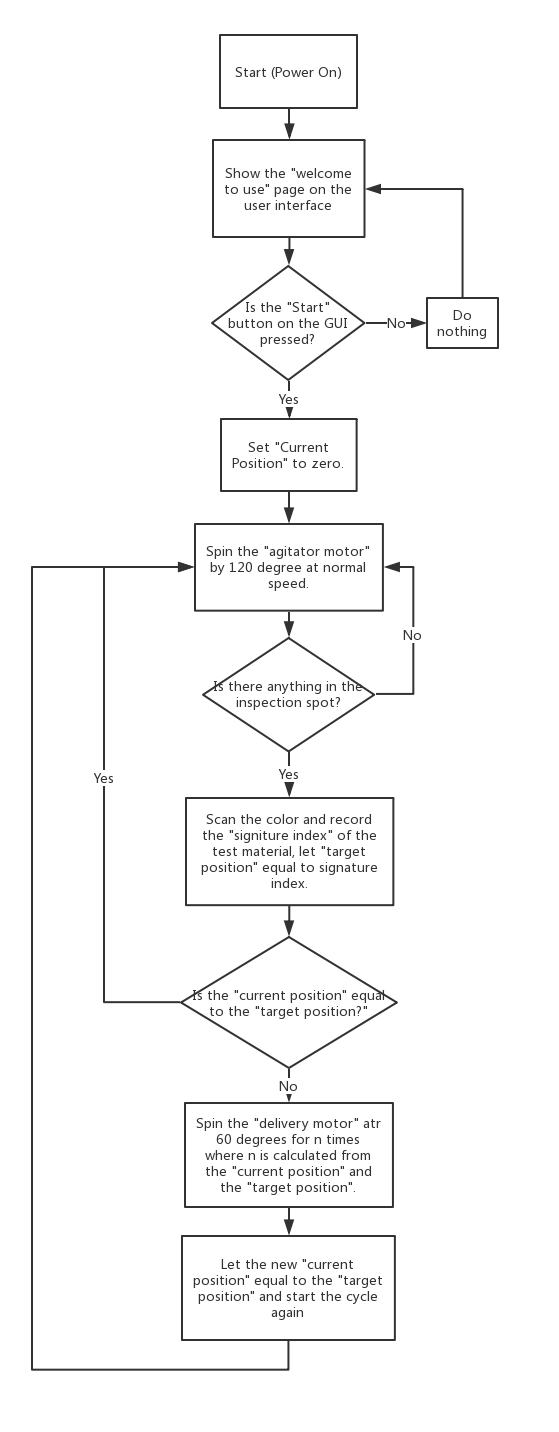 Start (Power On)
Show the "welcome
to use" page on the
user interface
Is the "Start"
button on the GUI
pressed?
No
Do
nothing
Yes
Set "Current
Position" to zero.
Spin the "agitator motor"
by 120 degree at normal
speed.
No
Is there anything in the
inspection spot?
Yes
Yes
Scan the color and record
the "signiture index" of the
test material, let "target
position" equal to signature
index.
Is the "current position" equal
to the "target position?"
No
Spin the "delivery motor" atr
60 degrees for n times
where n is calculated from
the "current position" and
the "target position".
Let the new "current
position" equal to the "target
position" and start the cycle
again